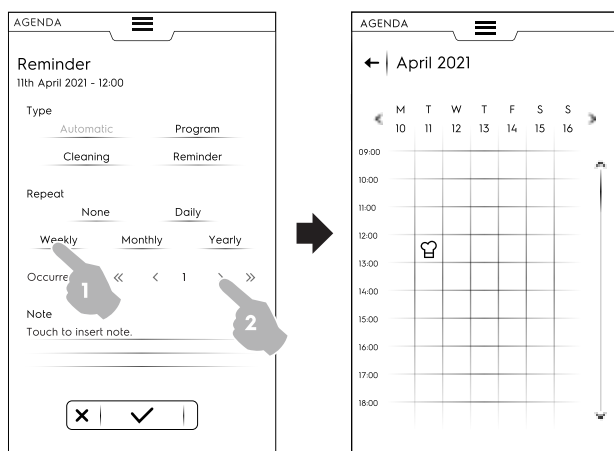 AGENDA
Reminder
11th April 2021 - 12:00
Type
Automatic Program
Cleaning Reminder
Repeat
None Daily
Weekly Monthly Yearly
Occurre 1
Note
Touch to insert note.
1
2
AGENDA
April 2021
M T W T F S S
10 11 12 13 14 15 16
09:00
10:00
11:00
12:00
13:00
14:00
15:00
16:00
17:00
18:00